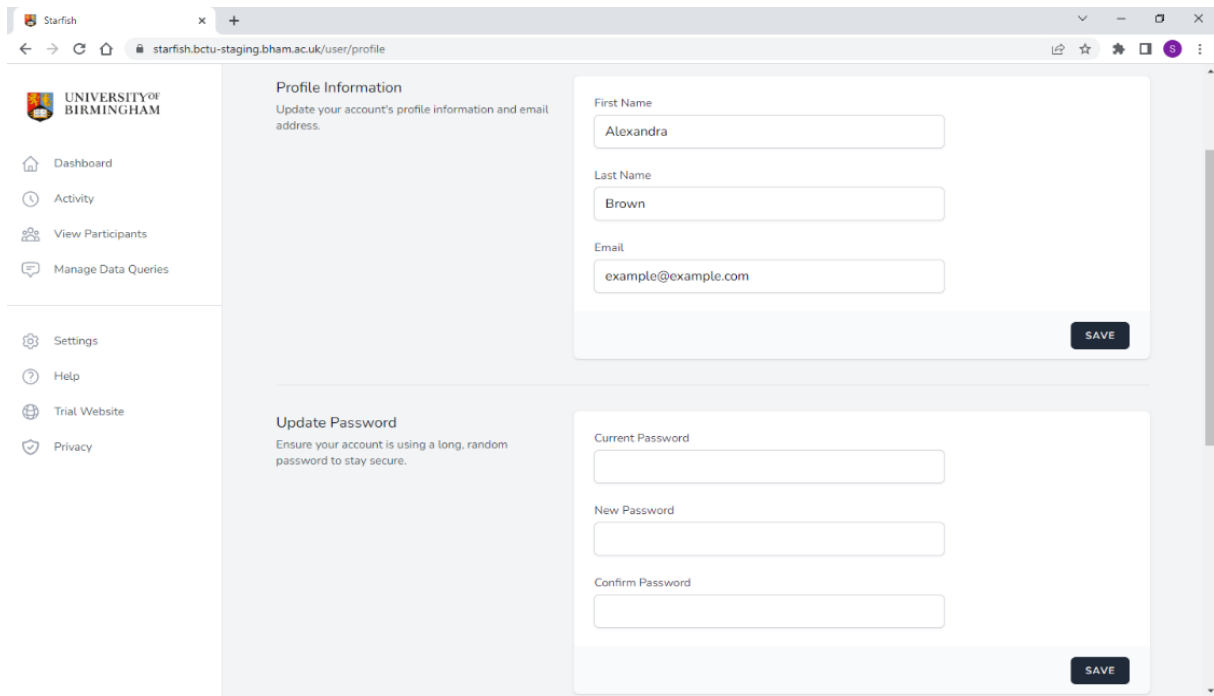 Starfish
starfish.bctu-staging.bham.ac.uk/user/profile
S
UNIVERSITY OF
BIRMINGHAM
Dashboard
Activity
View Participants
Manage Data Queries
Settings
Help
Trial Website
Privacy
Profile Information
Update your account's profile information and email
address.
First Name
Alexandra
Last Name
Brown
Email
example@example.com
SAVE
Update Password
Ensure your account is using a long, random
password to stay secure.
Current Password
New Password
Confirm Password
SAVE